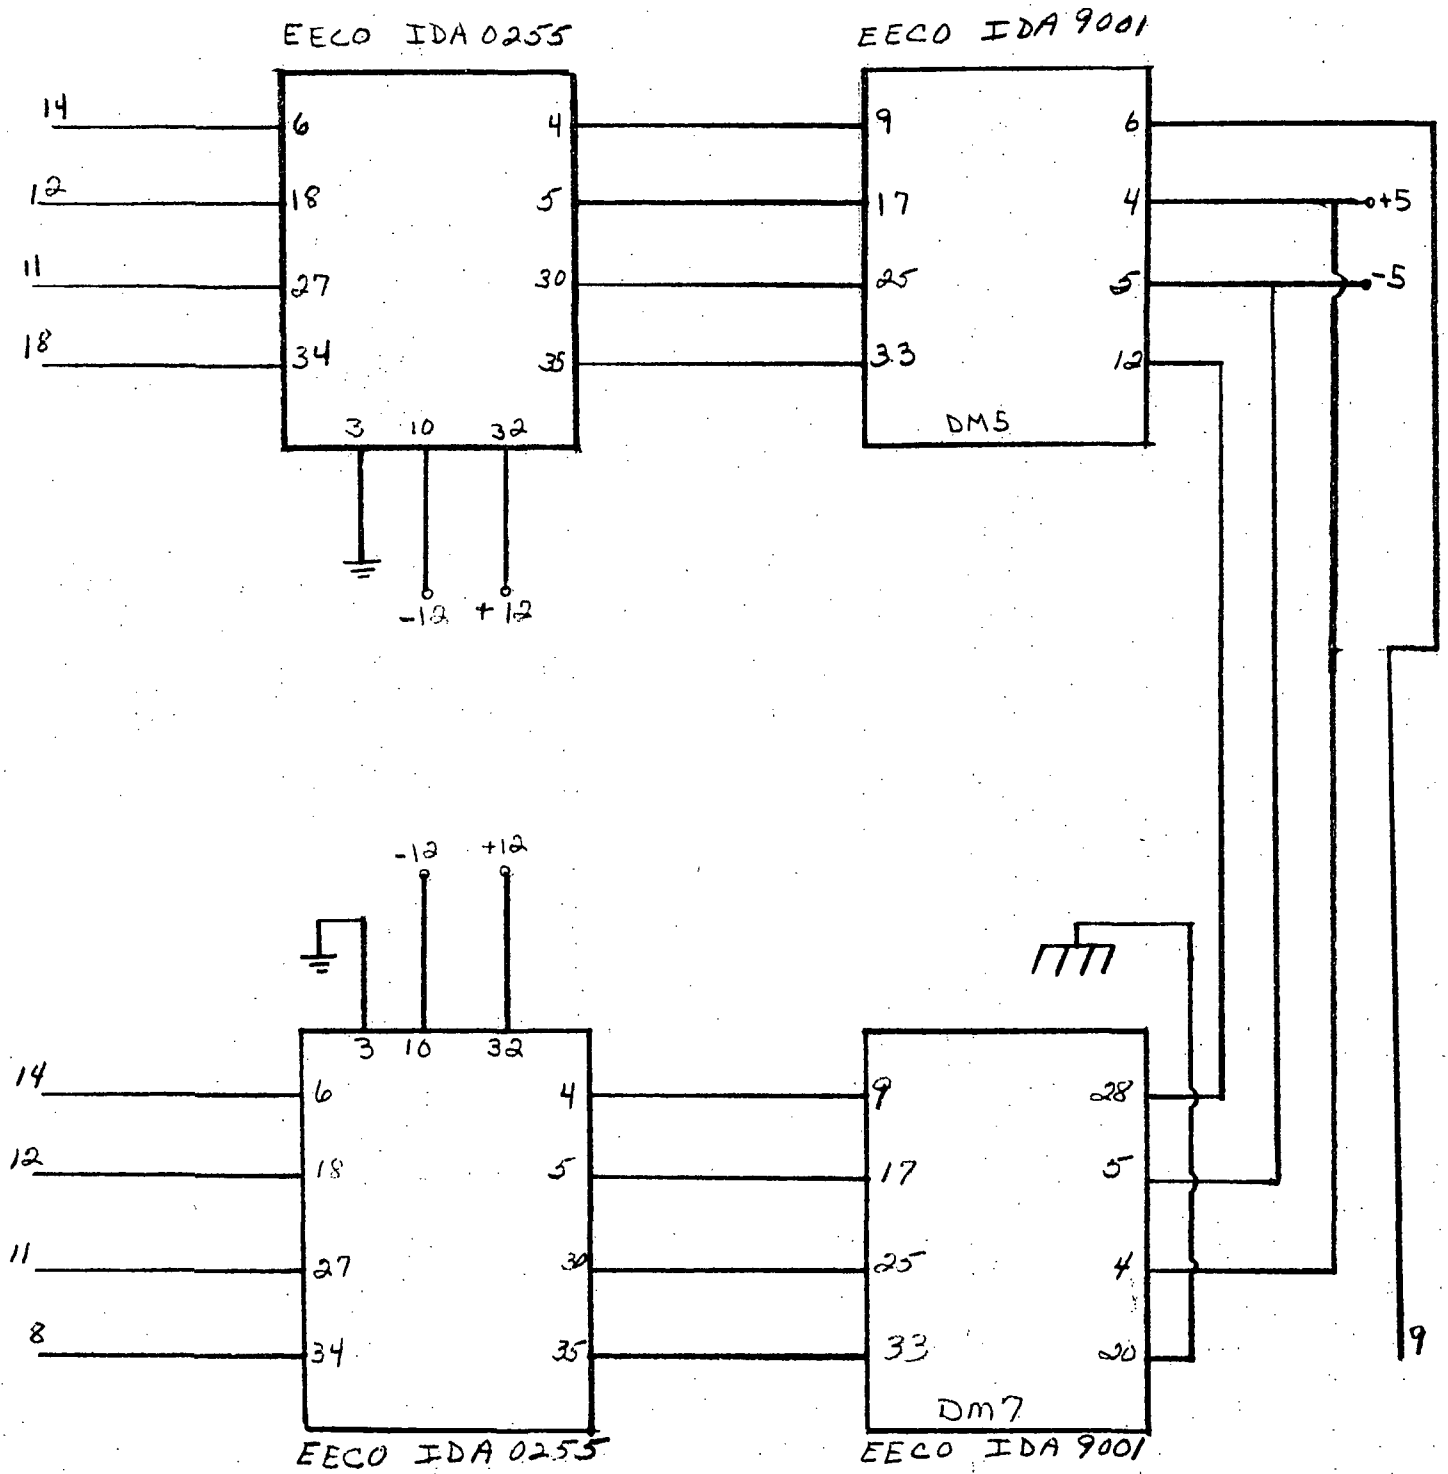 EECO IDA 0255 EECO IDA 9001
14 6 4 9 6
12 18 5 17 4 +5
11 27 30 25 5 -5
18 34 35 33 12
3 10 32 DM5
-12 +12
-12 +12
3 10 32
14 6 4 9 28
12 18 5 17 5
11 27 30 25 4
8 34 35 33 20 9
DM7
EECO IDA 0255 EECO IDA 9001